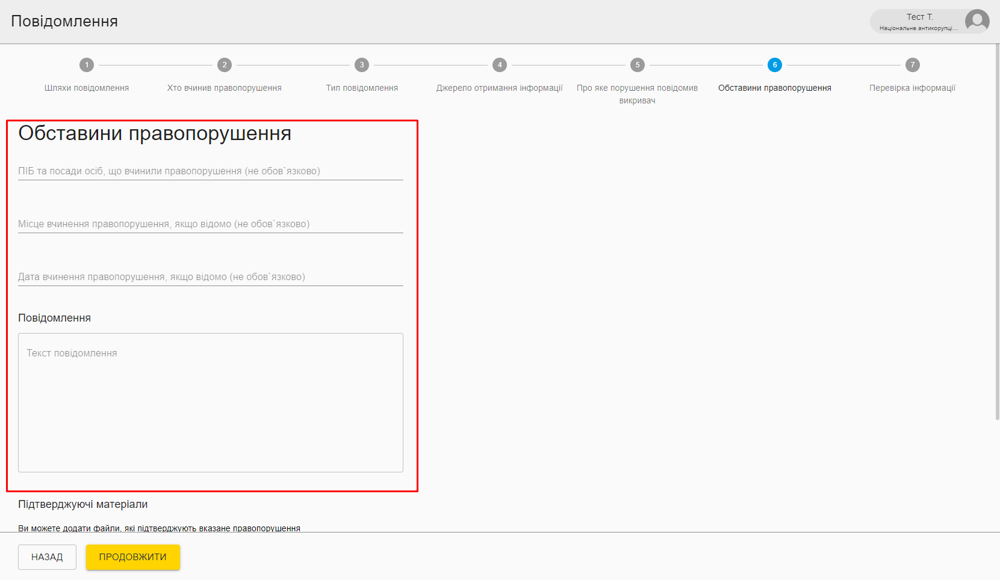 Повідомлення
Тест Т.
Національне антикорупці...
1
2
3
4
5
6
7
Шляхи повідомлення
Хто вчинив правопорушення
Тип повідомлення
Джерело отримання інформації
Про яке порушення повідомив
викривач
Обставини правопорушення
Перевірка інформації
Обставини правопорушення
ПІБ та посади осіб, що вчинили правопорушення (не обов`язково)
Місце вчинення правопорушення, якщо відомо (не обов`язково)
Дата вчинення правопорушення, якщо відомо (не обов`язково)
Повідомлення
Текст повідомлення
Підтверджуючі матеріали
Ви можете додати файли, які підтверджують вказане правопорушення
НАЗАД
ПРОДОВЖИТИ